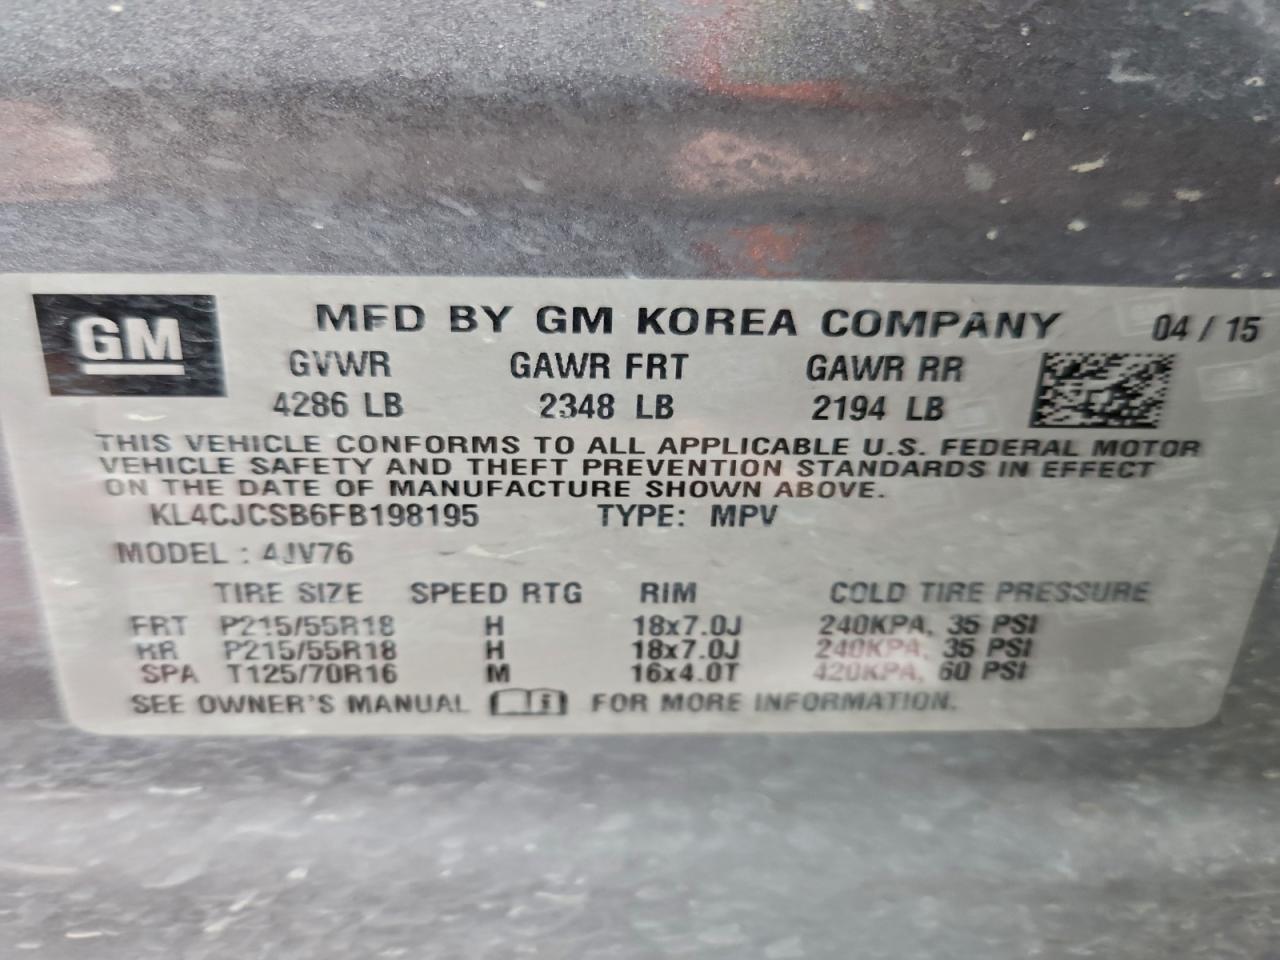 GM
MFD BY GM KOREA COMPANY 04 / 15
GVWR GAWR FRT GAWR RR
4286 LB 2348 LB 2194 LB
THIS VEHICLE CONFORMS TO ALL APPLICABLE U.S. FEDERAL MOTOR
VEHICLE SAFETY AND THEFT PREVENTION STANDARDS IN EFFECT
ON THE DATE OF MANUFACTURE SHOWN ABOVE.
KL4CJCSB6FB198195 TYPE: MPV
MODEL : 4JV76
TIRE SIZE SPEED RTG RIM COLD TIRE PRESSURE
FRT P215/55R18 H 18x7.0J 240KPA, 35 PSI
RR P215/55R18 H 18x7.0J 240KPA, 35 PSI
SPA T125/70R16 M 16x4.0T 420KPA, 60 PSI
SEE OWNER'S MANUAL FOR MORE INFORMATION.